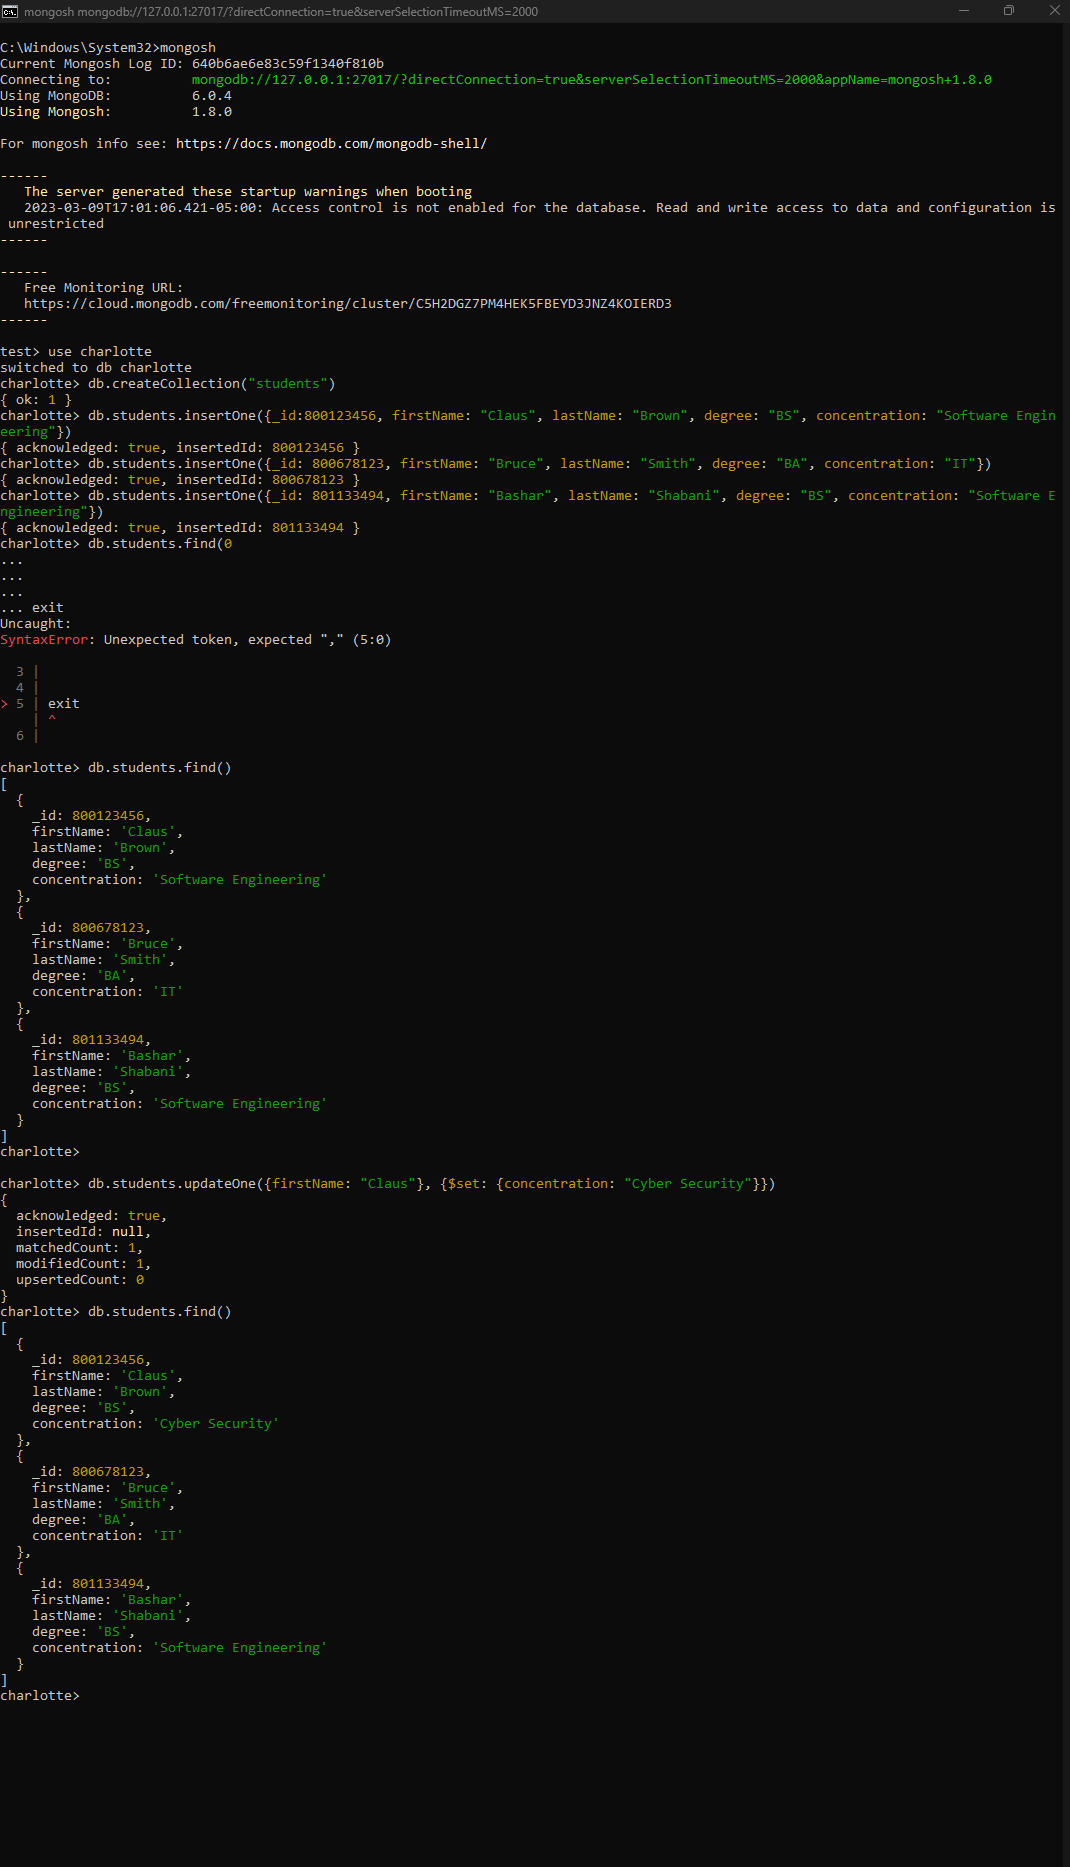 mongosh mongodb://127.0.0.1:27017/?directConnection=true&serverSelectionTimeoutMS=2000
C:\Windows\System32>mongosh
Current Mongosh Log ID: 640b6ae6e83c59f1340f810b
Connecting to:          mongodb://127.0.0.1:27017/?directConnection=true&serverSelectionTimeoutMS=2000&appName=mongosh+1.8.0
Using MongoDB:          6.0.4
Using Mongosh:          1.8.0

For mongosh info see: https://docs.mongodb.com/mongodb-shell/

------
   The server generated these startup warnings when booting
   2023-03-09T17:01:06.421-05:00: Access control is not enabled for the database. Read and write access to data and configuration is
 unrestricted
------

------
   Free Monitoring URL:
   https://cloud.mongodb.com/freemonitoring/cluster/C5H2DGZ7PM4HEK5FBEYD3JNZ4KOIERD3
------

test> use charlotte
switched to db charlotte
charlotte> db.createCollection("students")
{ ok: 1 }
charlotte> db.students.insertOne({_id:800123456, firstName: "Claus", lastName: "Brown", degree: "BS", concentration: "Software Engin
eering"})
{ acknowledged: true, insertedId: 800123456 }
charlotte> db.students.insertOne({_id: 800678123, firstName: "Bruce", lastName: "Smith", degree: "BA", concentration: "IT"})
{ acknowledged: true, insertedId: 800678123 }
charlotte> db.students.insertOne({_id: 801133494, firstName: "Bashar", lastName: "Shabani", degree: "BS", concentration: "Software E
ngineering"})
{ acknowledged: true, insertedId: 801133494 }
charlotte> db.students.find(0
...
...
...
... exit
Uncaught:
SyntaxError: Unexpected token, expected "," (5:0)

  3 |
  4 |
> 5 | exit
    | ^
  6 |

charlotte> db.students.find()
[
  {
    _id: 800123456,
    firstName: 'Claus',
    lastName: 'Brown',
    degree: 'BS',
    concentration: 'Software Engineering'
  },
  {
    _id: 800678123,
    firstName: 'Bruce',
    lastName: 'Smith',
    degree: 'BA',
    concentration: 'IT'
  },
  {
    _id: 801133494,
    firstName: 'Bashar',
    lastName: 'Shabani',
    degree: 'BS',
    concentration: 'Software Engineering'
  }
]
charlotte>

charlotte> db.students.updateOne({firstName: "Claus"}, {$set: {concentration: "Cyber Security"}})
{
  acknowledged: true,
  insertedId: null,
  matchedCount: 1,
  modifiedCount: 1,
  upsertedCount: 0
}
charlotte> db.students.find()
[
  {
    _id: 800123456,
    firstName: 'Claus',
    lastName: 'Brown',
    degree: 'BS',
    concentration: 'Cyber Security'
  },
  {
    _id: 800678123,
    firstName: 'Bruce',
    lastName: 'Smith',
    degree: 'BA',
    concentration: 'IT'
  },
  {
    _id: 801133494,
    firstName: 'Bashar',
    lastName: 'Shabani',
    degree: 'BS',
    concentration: 'Software Engineering'
  }
]
charlotte>